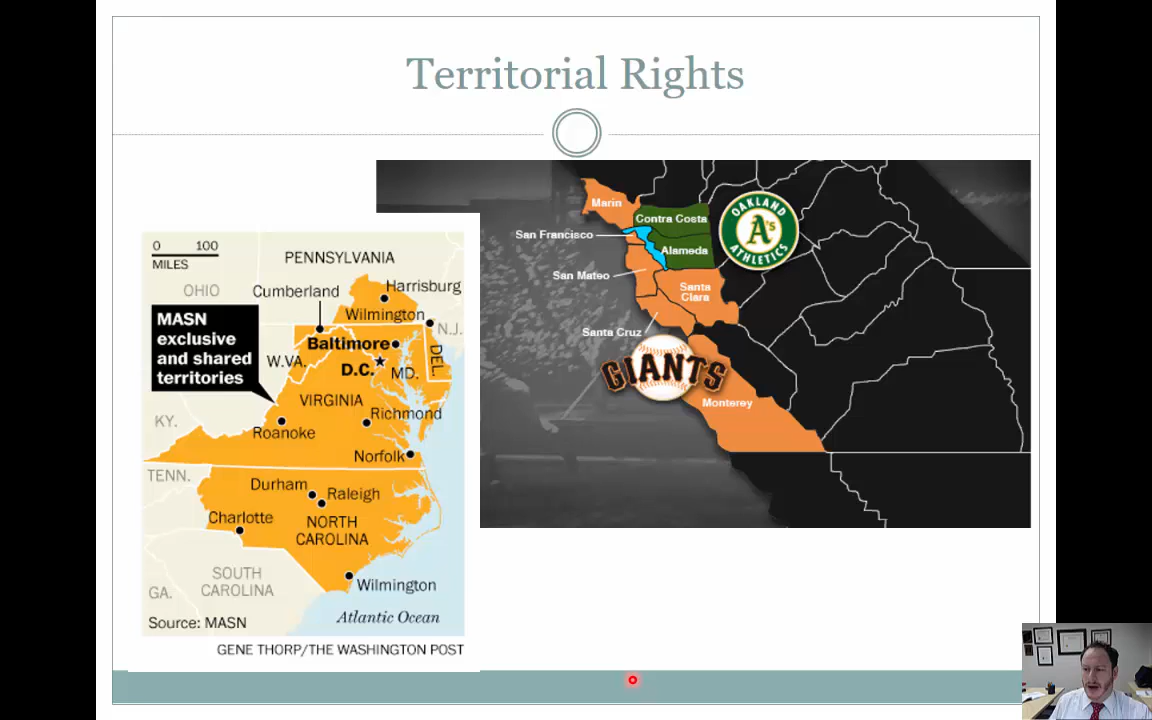 Territorial Rights
0 100
MILES
PENNSYLVANIA
OHIO
Cumberland
Harrisburg
Wilmington
N.J.
MASN
exclusive
and shared
territories
Baltimore
DEL.
W.VA.
D.C.
MD.
VIRGINIA
KY.
Richmond
Roanoke
Norfolk
TENN.
Durham
Raleigh
Charlotte
NORTH
CAROLINA
SOUTH
CAROLINA
GA.
Wilmington
Source: MASN
Atlantic Ocean
GENE THORP/THE WASHINGTON POST
Marin
Contra Costa
San Francisco
Alameda
OAKLAND
A's
ATHLETICS
San Mateo
Santa
Clara
Santa Cruz
GIANTS
Monterey